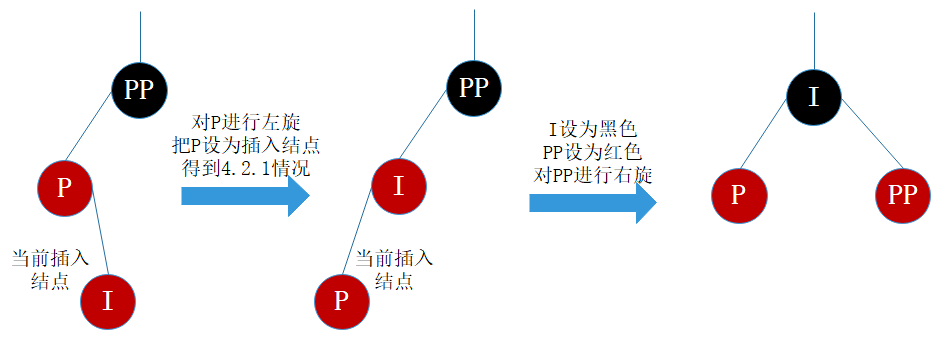 PP
P
当前插入
结点
I
对P进行左旋
把P设为插入结点
得到4.2.1情况
PP
I
当前插入
结点
P
I设为黑色
PP设为红色
对PP进行右旋
I
P
PP